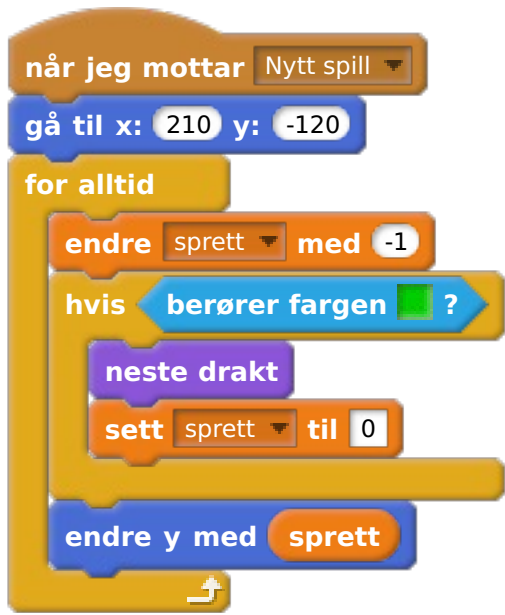 når jeg mottar Nytt spill
gå til x: 210 y: -120
for alltid
endre sprett med -1
hvis berører fargen ?
neste drakt
sett sprett til 0
endre y med sprett